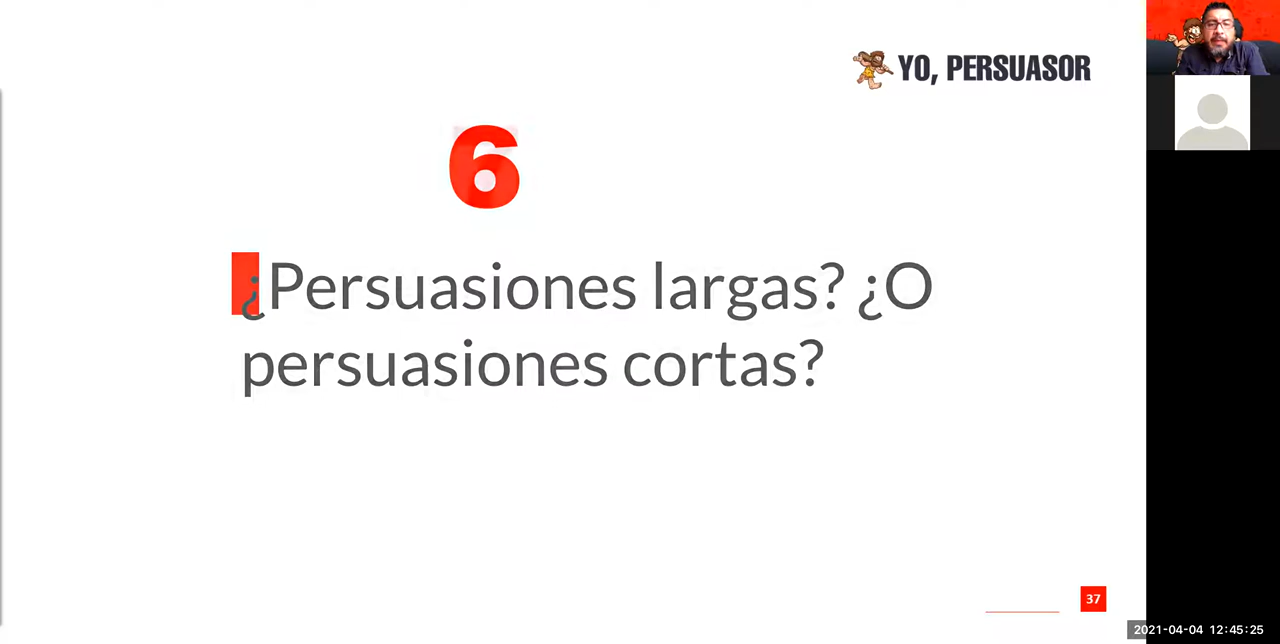 YO, PERSUASOR
6
¿Persuasiones largas? ¿O
persuasiones cortas?
37
2021-04-04 12:45:25